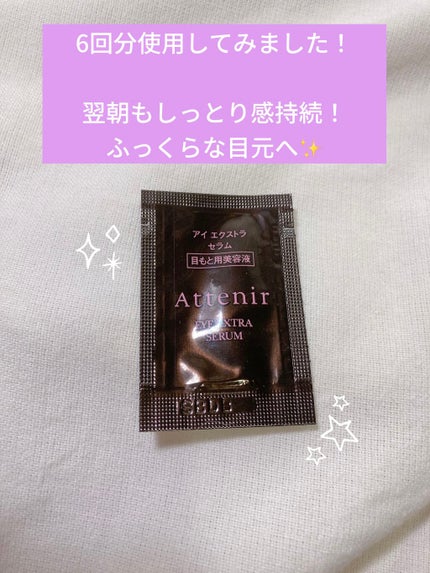 6回分使用してみました！
翌朝もしっとり感持続！
ふっくらな目元へ✨
アイ エクストラ
セラム
目もと用美容液
Attenir
EYE EXTRA
SERUM